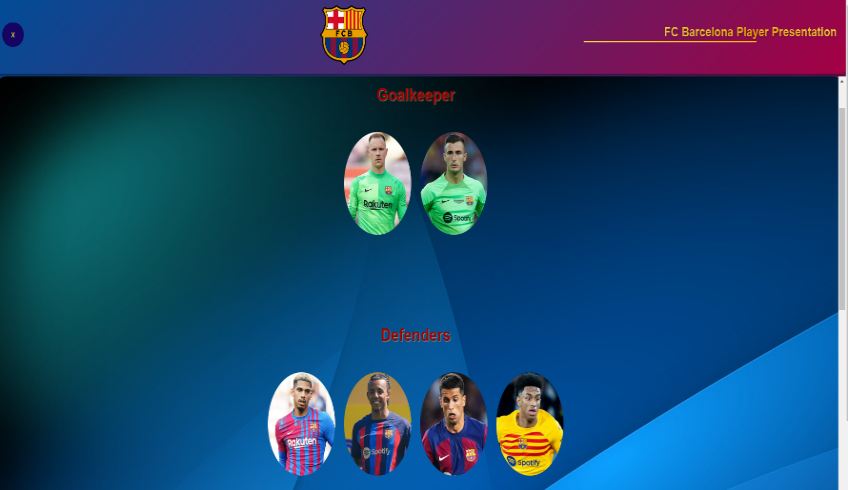 FCB
x
FC Barcelona Player Presentation
Goalkeeper
Rakuten
Spotify
Defenders
Rakuten
Spotify
Spotify